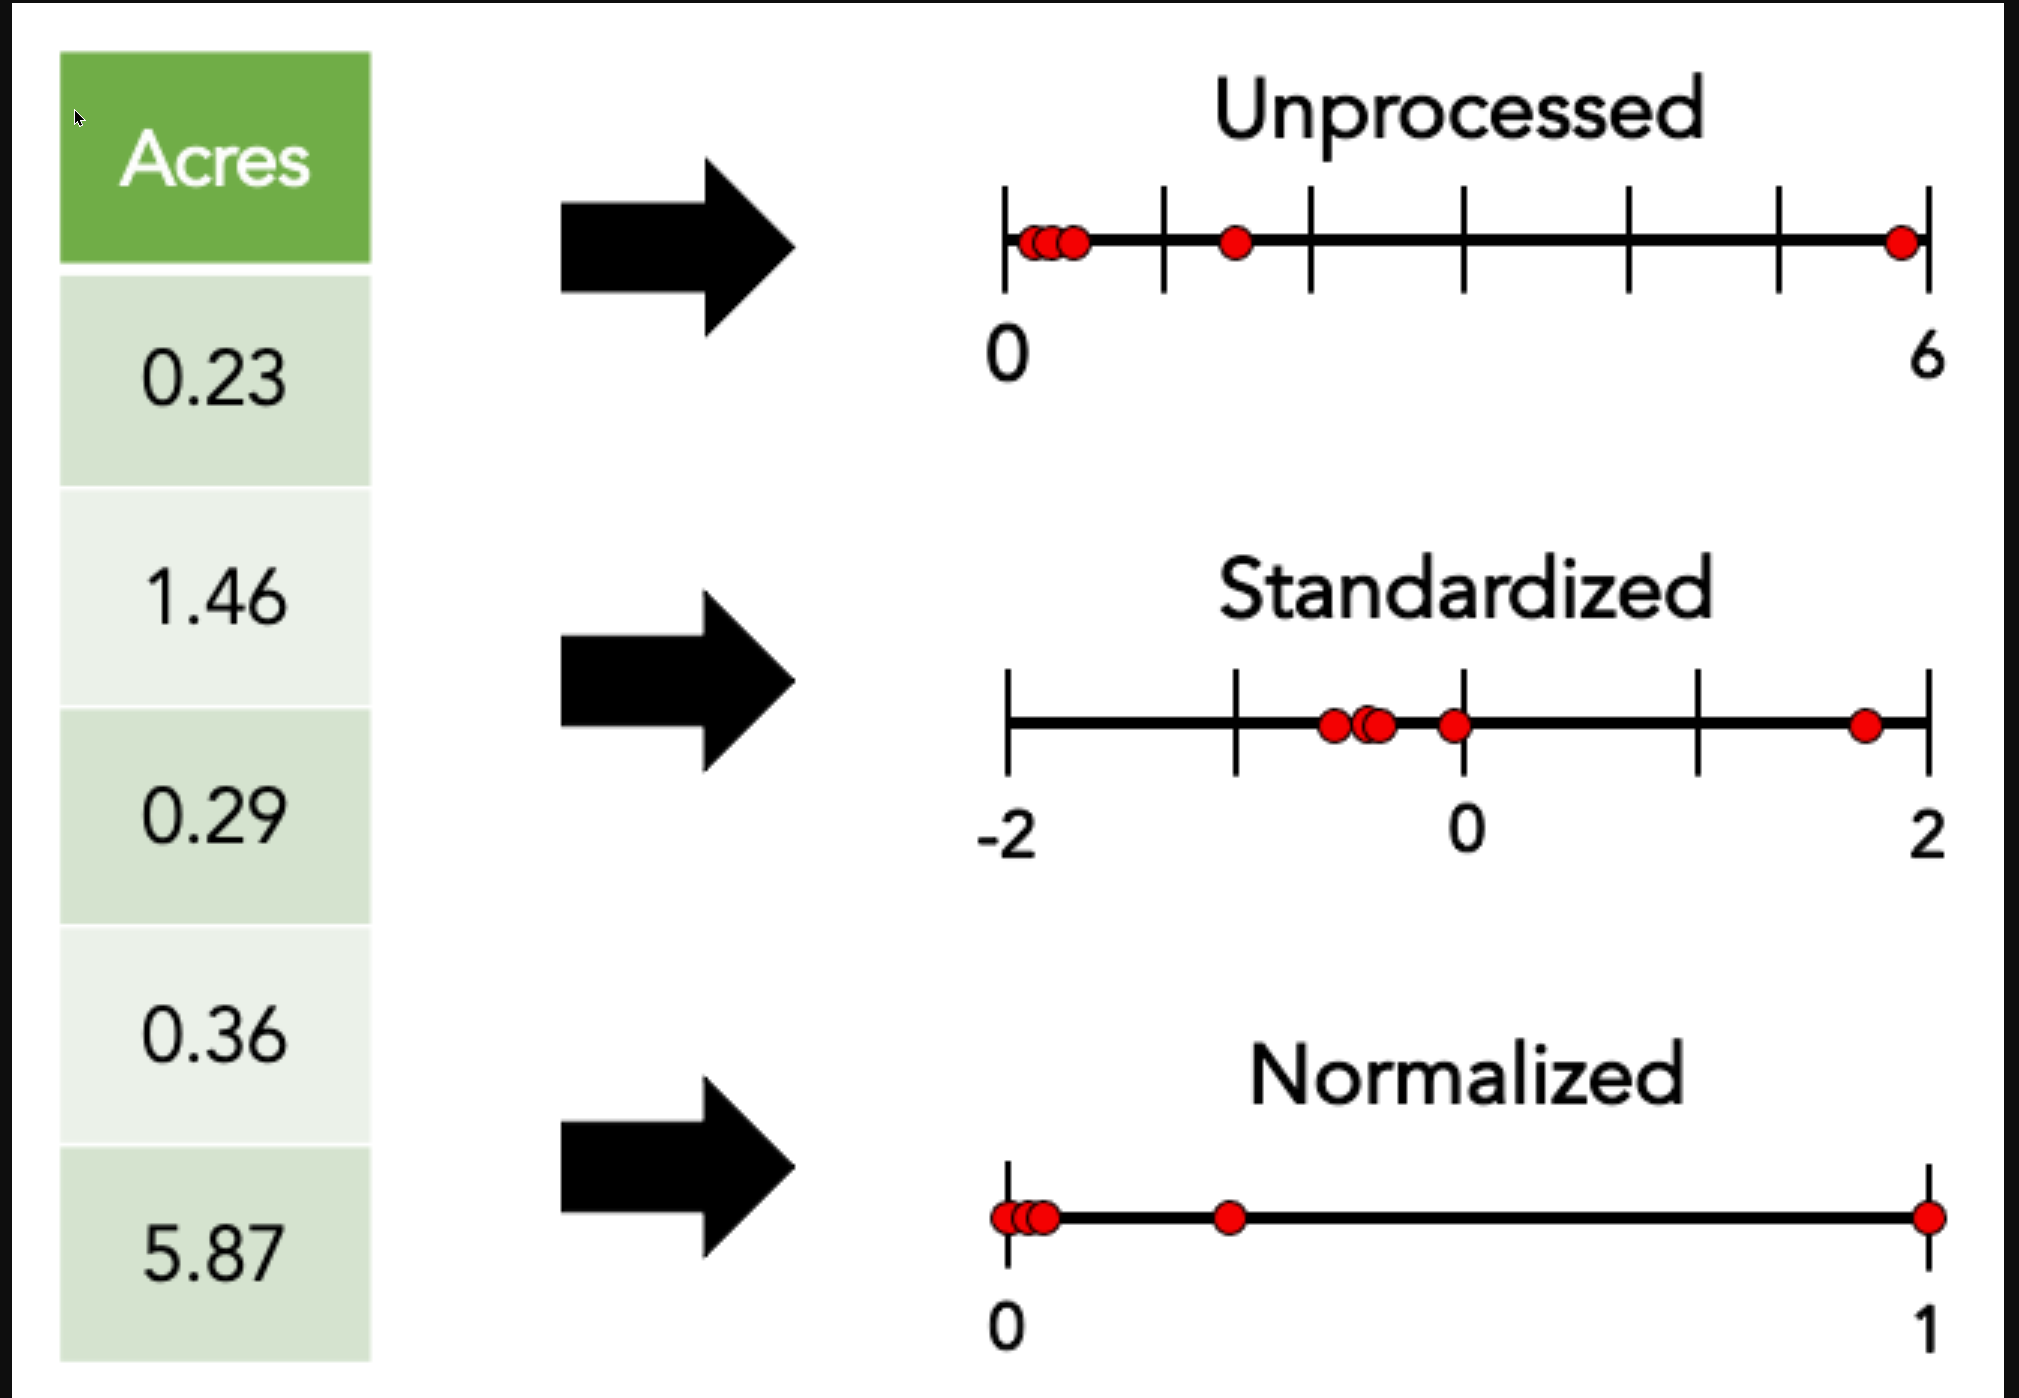 Acres
0.23
1.46
0.29
0.36
5.87
Unprocessed
0 6
Standardized
-2 0 2
Normalized
0 1